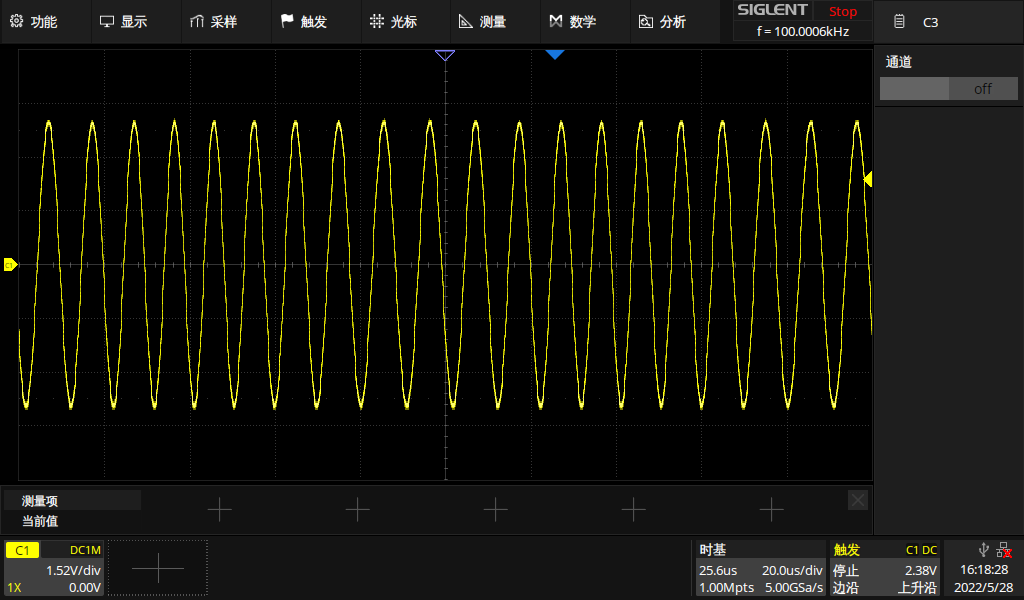 功能
显示
采样
触发
光标
测量
数学
分析
SIGLENT
Stop
f = 100.0006kHz
C3
通道
off
C1
测量项
当前值
C1 DC1M
1.52V/div
1X 0.00V
时基
25.6us 20.0us/div
1.00Mpts 5.00GSa/s
触发 C1 DC
停止 2.38V
边沿 上升沿
16:18:28
2022/5/28